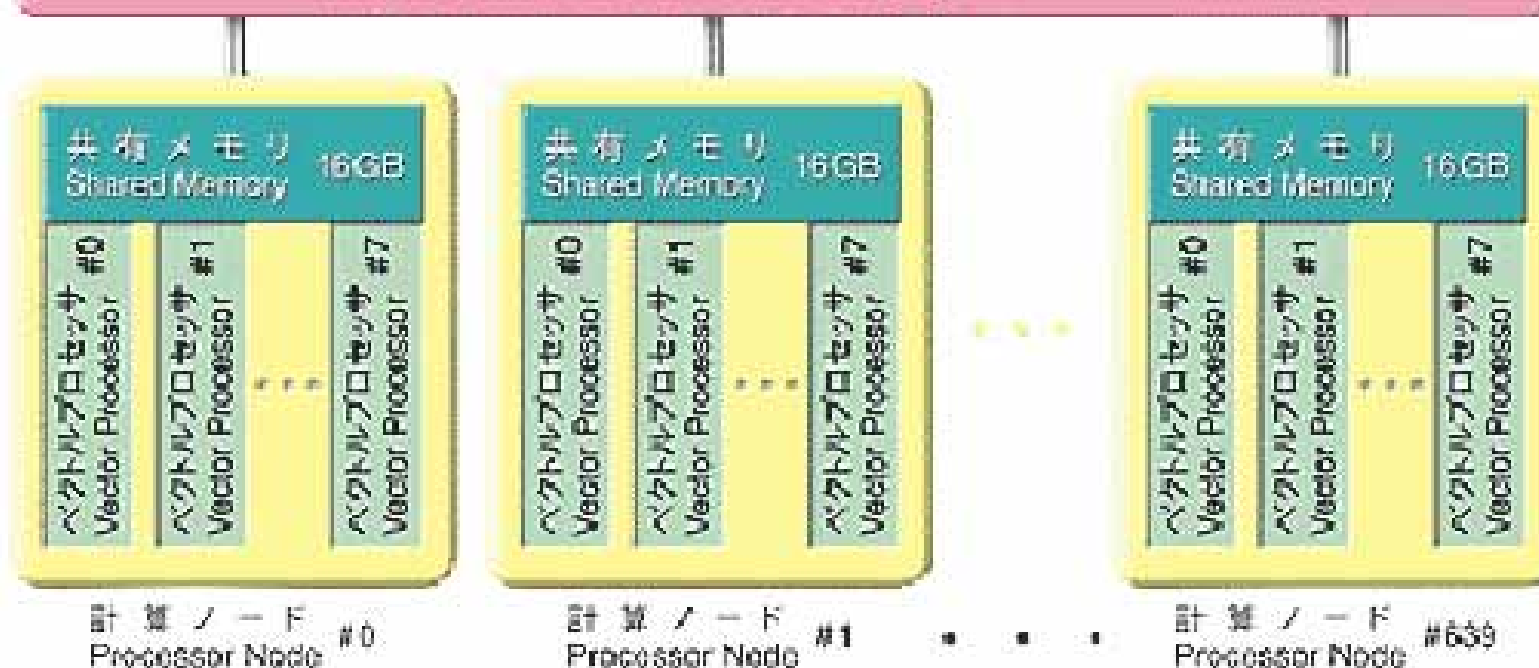 共有メモリ
Shared Memory 16GB
ベクトルプロセッサ
Vector Processor #0
ベクトルプロセッサ
Vector Processor #1
ベクトルプロセッサ
Vector Processor #7
計算ノード
Processor Node #0
共有メモリ
Shared Memory 16GB
ベクトルプロセッサ
Vector Processor #0
ベクトルプロセッサ
Vector Processor #1
ベクトルプロセッサ
Vector Processor #7
計算ノード
Processor Node #1
共有メモリ
Shared Memory 16GB
ベクトルプロセッサ
Vector Processor #0
ベクトルプロセッサ
Vector Processor #1
ベクトルプロセッサ
Vector Processor #7
計算ノード
Processor Node #639